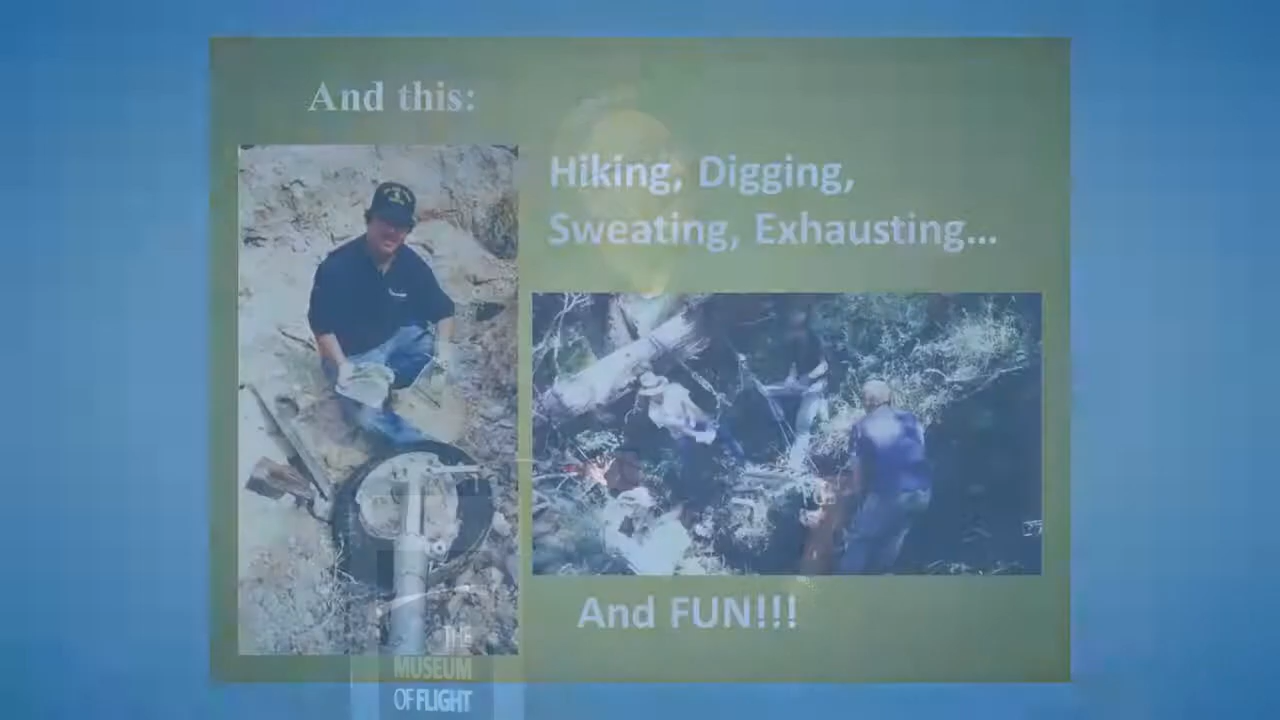 And this:
Hiking, Digging,
Sweating, Exhausting...
And FUN!!!
THE
MUSEUM
OF FLIGHT